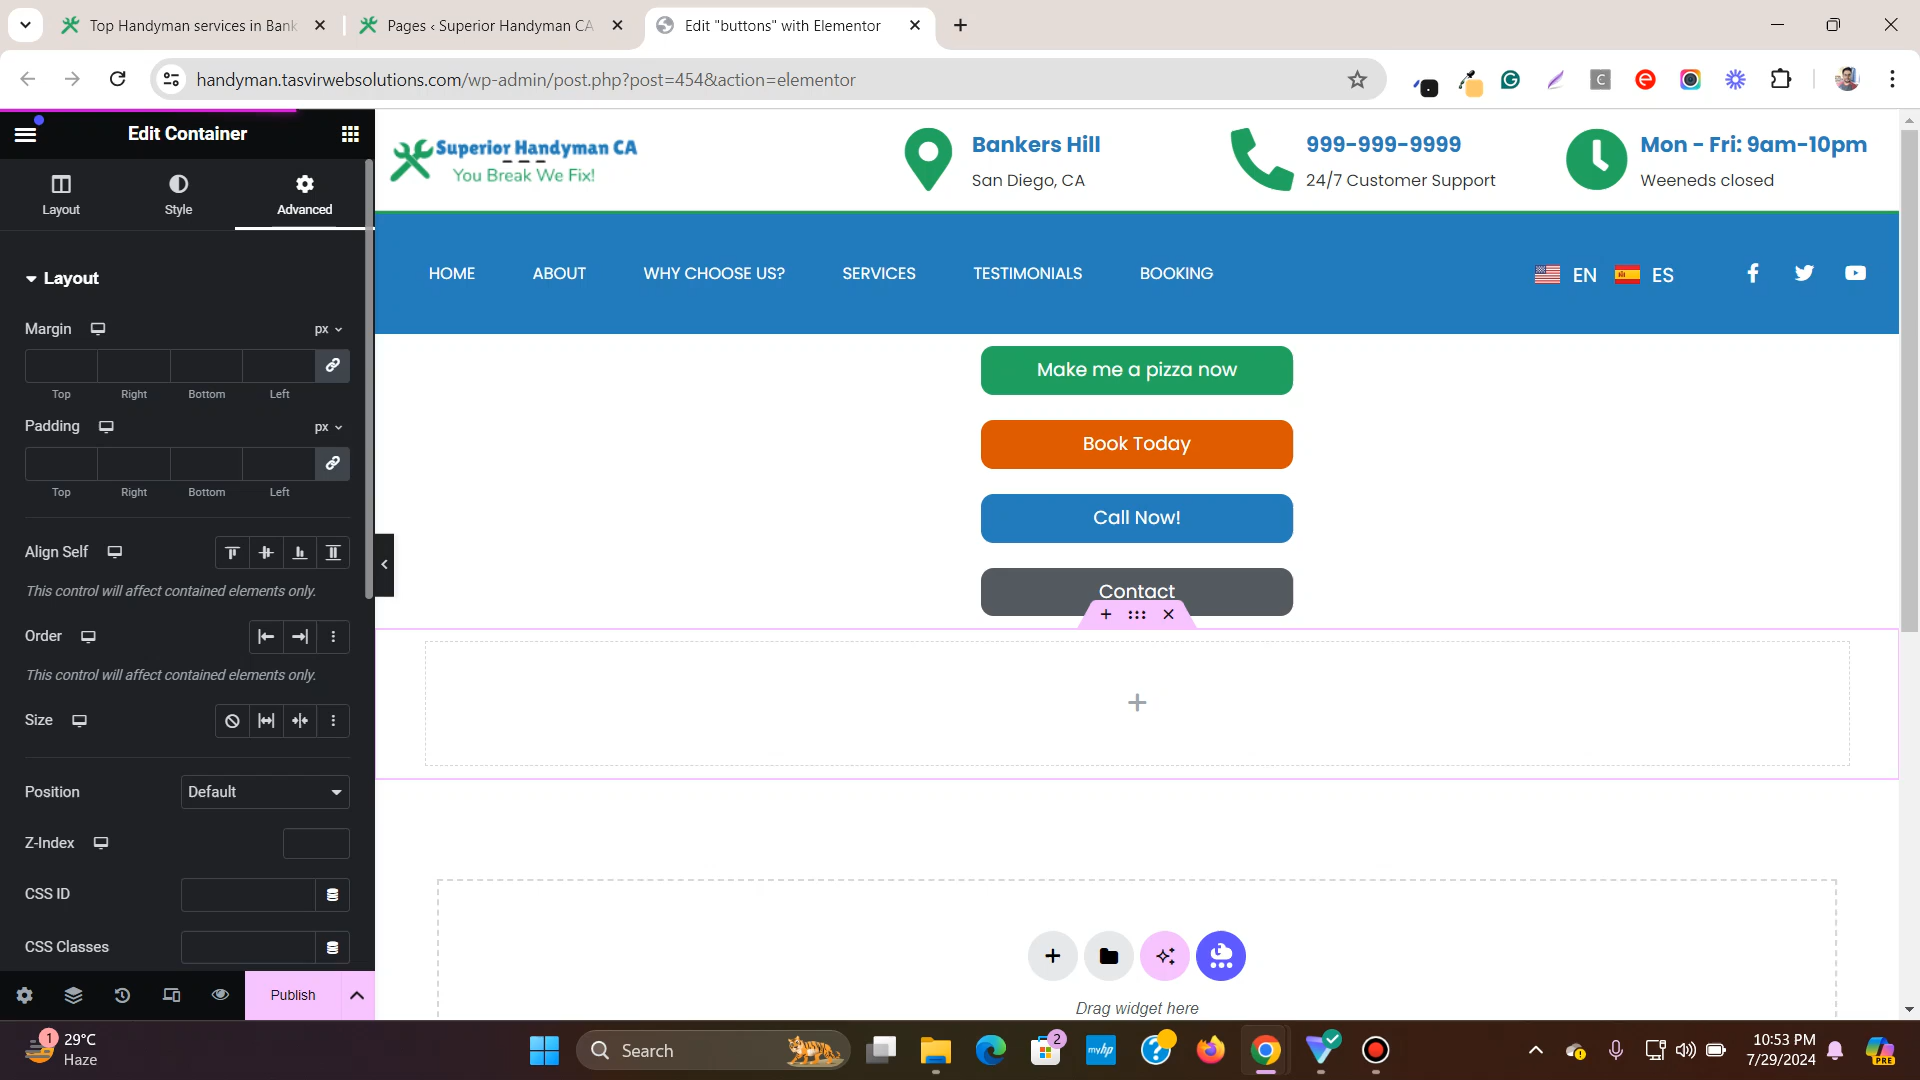 Top Handyman services in Bank
Pages ‹ Superior Handyman CA
Edit "buttons" with Elementor
handyman.tasvirwebsolutions.com/wp-admin/post.php?post=454&action=elementor
Edit Container
Layout
Style
Advanced
Layout
Margin
px
Top
Right
Bottom
Left
Padding
px
Top
Right
Bottom
Left
Align Self
This control will affect contained elements only.
Order
This control will affect contained elements only.
Size
Position
Default
Z-Index
CSS ID
CSS Classes
Publish
Superior Handyman CA
You Break We Fix!
Bankers Hill
San Diego, CA
999-999-9999
24/7 Customer Support
Mon - Fri: 9am-10pm
Weeneds closed
HOME
ABOUT
WHY CHOOSE US?
SERVICES
TESTIMONIALS
BOOKING
EN
ES
Make me a pizza now
Book Today
Call Now!
Contact
Drag widget here
1
29°C
Haze
Search
2
myhp
10:53 PM
7/29/2024
PRE